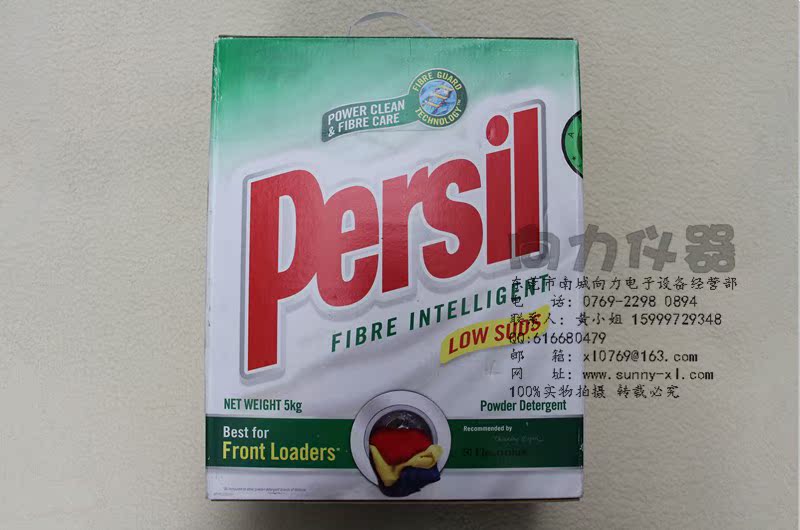 FIBRE GUARD
TECHNOLOGY™
POWER CLEAN
& FIBRE CARE
Persil
FIBRE INTELLIGENT
LOW SUDS
NET WEIGHT 5kg
Powder Detergent
Best for
Front Loaders
Recommended by
Electrolux
向力仪器
东莞市南城向力电子设备经营部
电 话: 0769-2298 0894
联系人: 黄小姐 15999729348
QQ:616680479
邮 箱: xl0769@163.com
网 址: www.sunny-xl.com
100%实物拍摄 转载必究